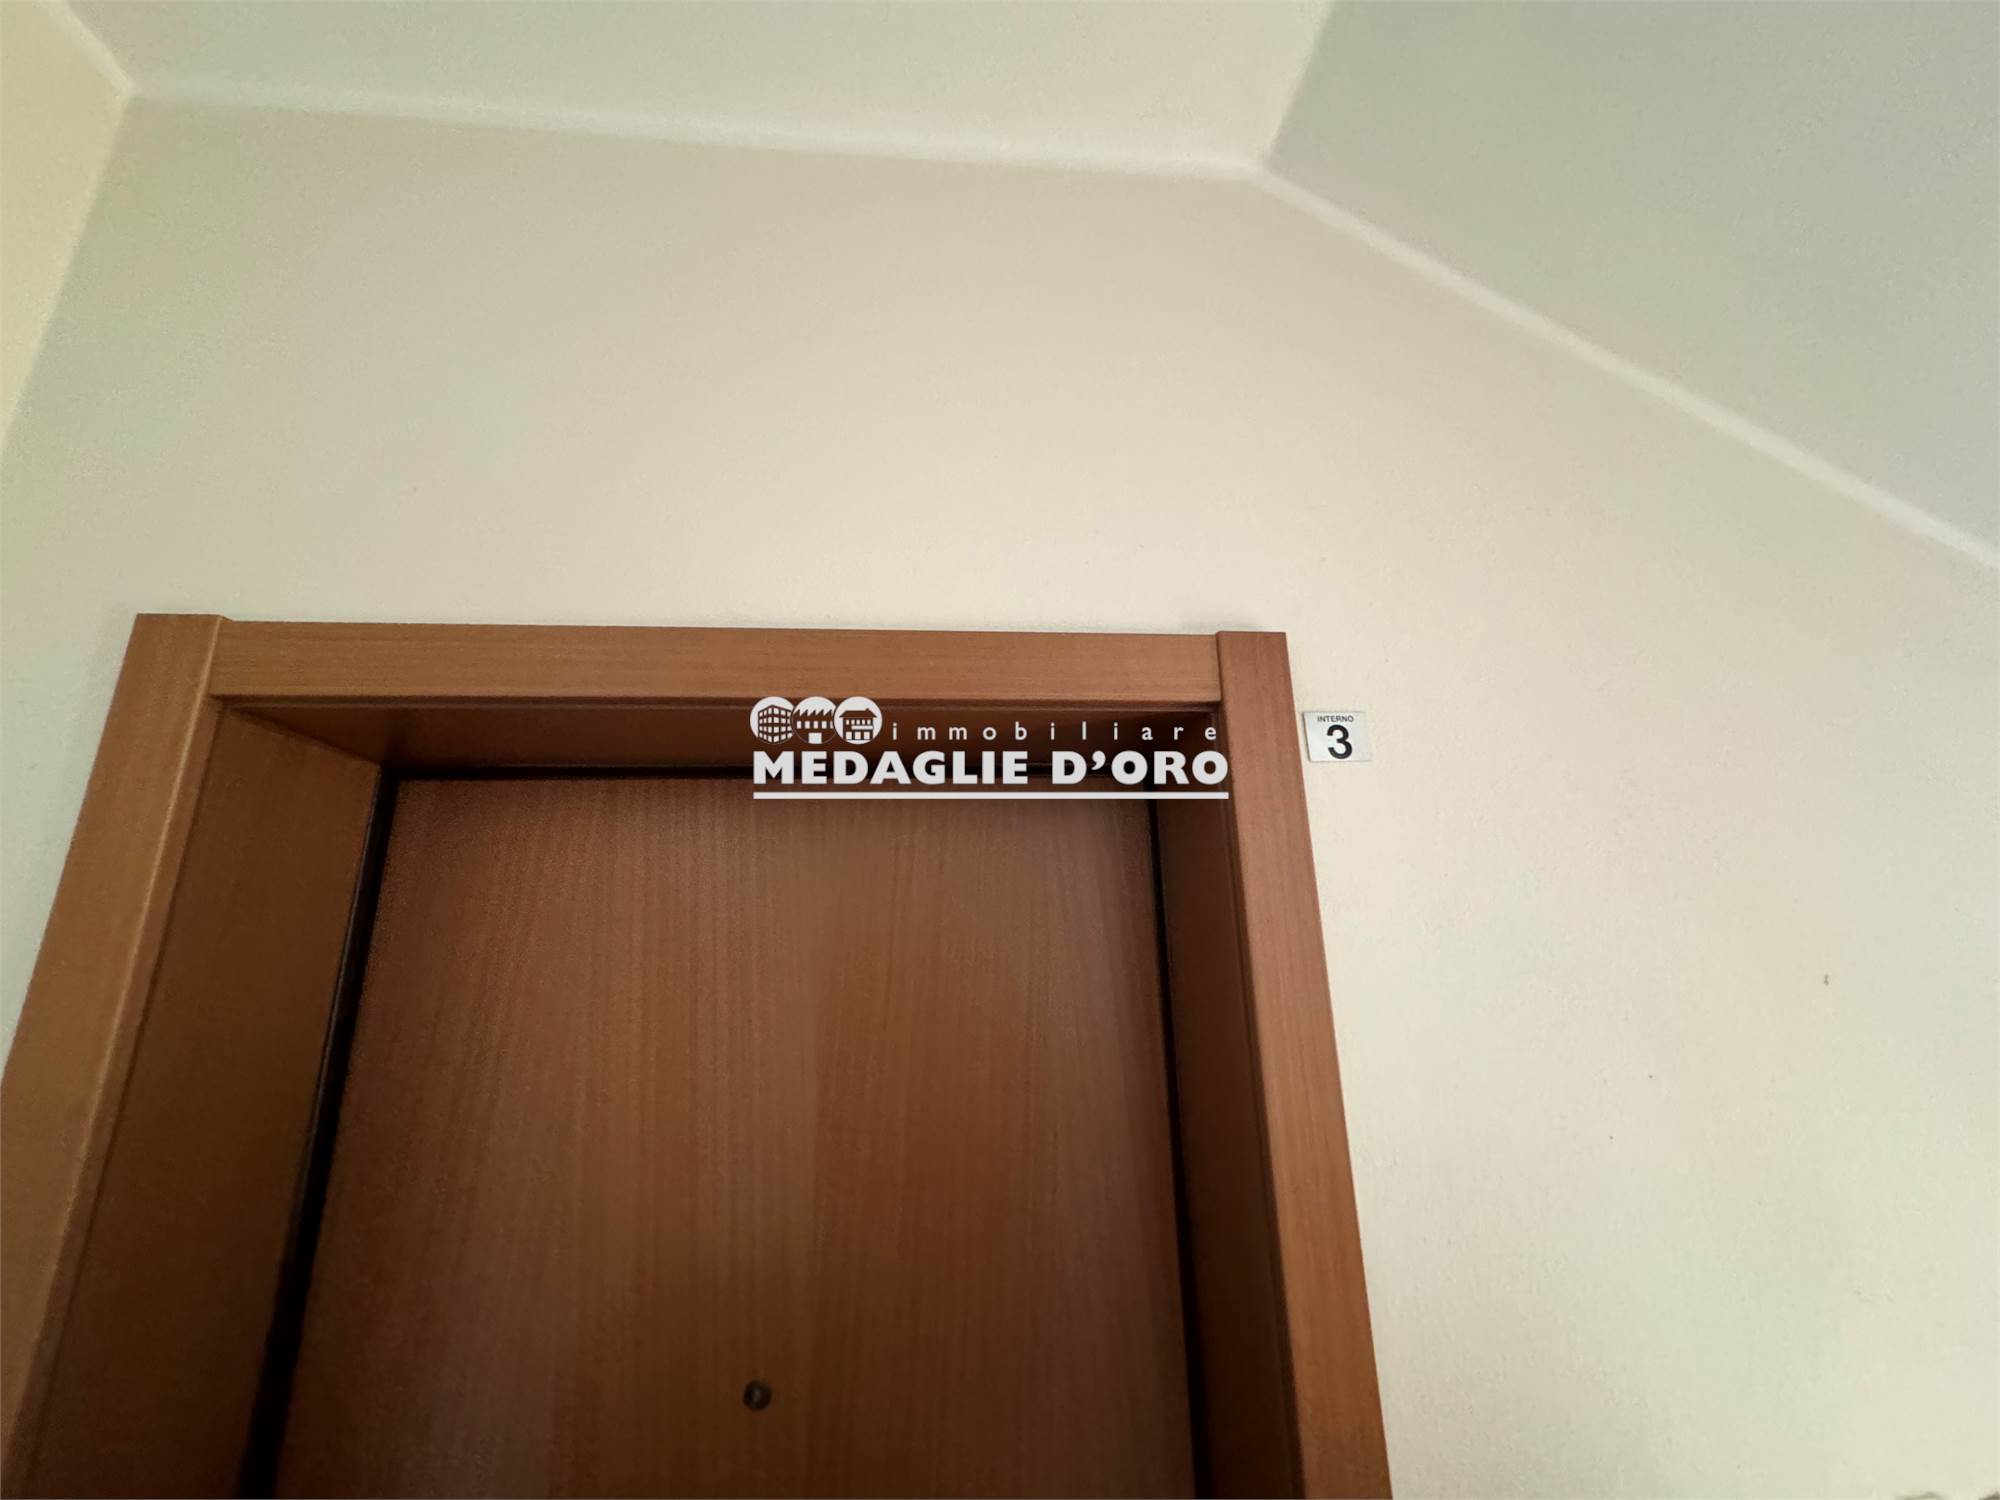 immobiliare
MEDAGLIE D'ORO
INTERNO
3